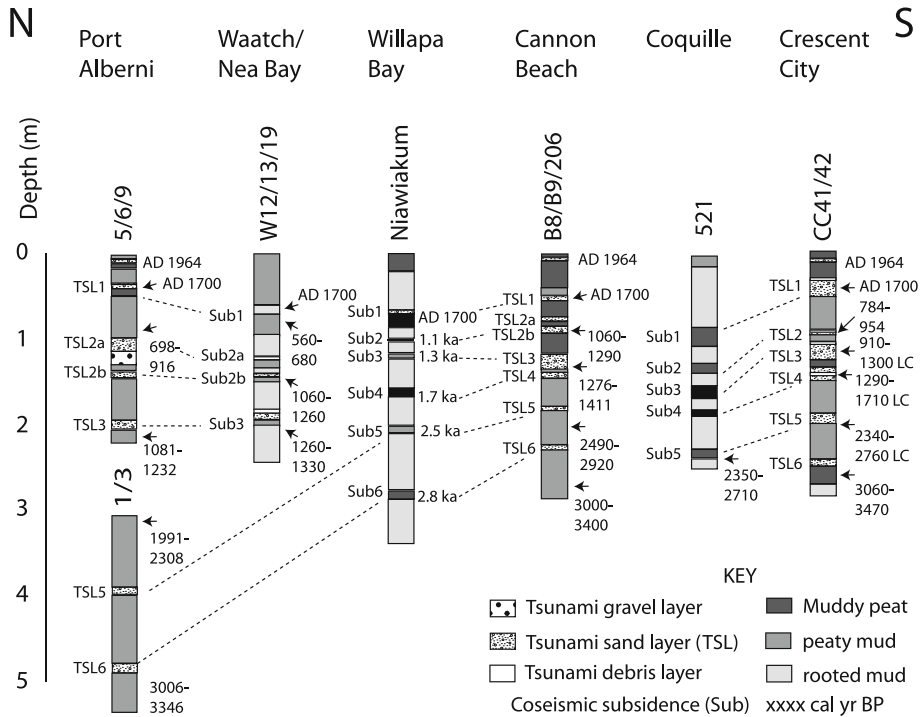 N
S
Port
Alberni
Waatch/
Nea Bay
Willapa
Bay
Cannon
Beach
Coquille
Crescent
City
Depth (m)
0
1
2
3
4
5
5/6/9
AD 1964
TSL1
AD 1700
TSL2a
698-
916
TSL2b
TSL3
1081-
1232
1/3
1991-
2308
TSL5
TSL6
3006-
3346
W12/13/19
Sub1
AD 1700
560-
680
Sub2a
Sub2b
1060-
1260
Sub3
1260-
1330
Niawiakum
Sub1
AD 1700
Sub2
1.1 ka
Sub3
1.3 ka
Sub4
1.7 ka
Sub5
2.5 ka
Sub6
2.8 ka
B8/B9/206
AD 1964
TSL1
AD 1700
TSL2a
TSL2b
1060-
1290
TSL3
TSL4
1276-
1411
TSL5
TSL6
2490-
2920
3000-
3400
521
Sub1
Sub2
Sub3
Sub4
Sub5
2350-
2710
CC41/42
AD 1964
TSL1
AD 1700
784-
954
TSL2
910-
1300 LC
TSL3
TSL4
1290-
1710 LC
TSL5
2340-
2760 LC
TSL6
3060-
3470
KEY
Tsunami gravel layer
Muddy peat
Tsunami sand layer (TSL)
peaty mud
Tsunami debris layer
rooted mud
Coseismic subsidence (Sub)
xxxx cal yr BP